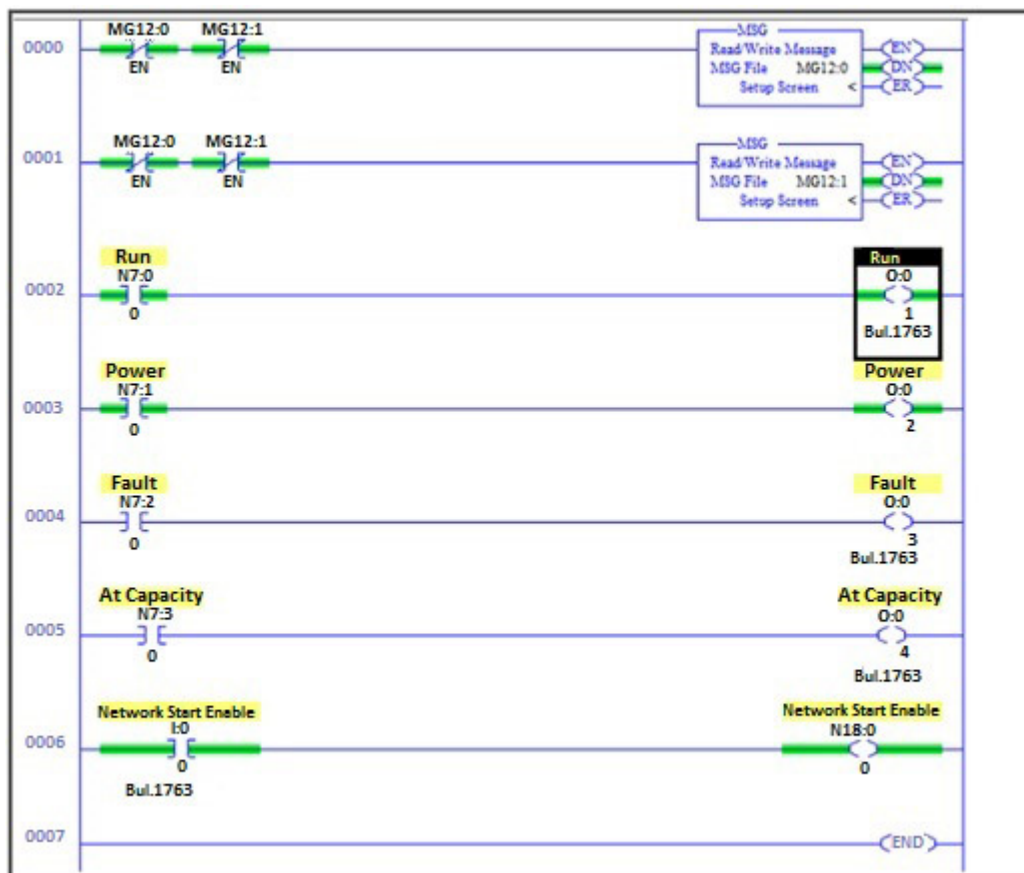 MG12:0 MG12:1
0000
EN EN
MSG
Read/Write Message
MSG File MG12:0
Setup Screen <
(EN)
(DN)
(ER)
MG12:0 MG12:1
0001
EN EN
MSG
Read/Write Message
MSG File MG12:1
Setup Screen <
(EN)
(DN)
(ER)
Run
N7:0
0002
0
Run
O:0
1
Bul.1763
Power
N7:1
0003
0
Power
O:0
2
Fault
N7:2
0004
0
Fault
O:0
3
Bul.1763
At Capacity
N7:3
0005
0
At Capacity
O:0
4
Bul.1763
Network Start Enable
I:0
0006
0
Bul.1763
Network Start Enable
N18:0
0
0007
(END)